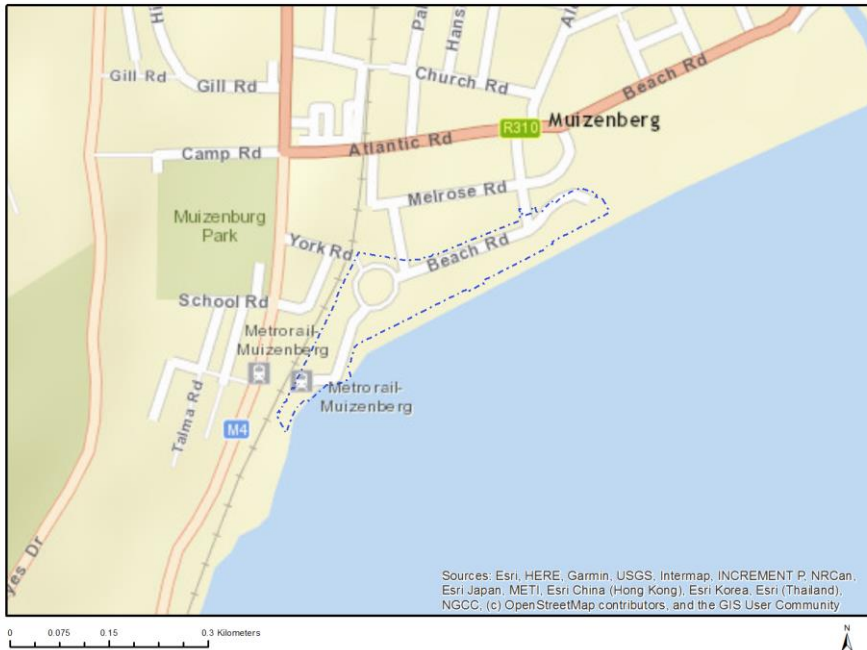 Gill Rd
Gill Rd
Church Rd
Beach Rd
R310
Muizenberg
Atlantic Rd
Camp Rd
Melrose Rd
Muizenburg
Park
York Rd
Beach Rd
School Rd
Metrorail-
Muizenberg
Metrorail-
Muizenberg
Talma Rd
M4
yes Dr
Sources: Esri, HERE, Garmin, USGS, Intermap, INCREMENT P, NRCan,
Esri Japan, METI, Esri China (Hong Kong), Esri Korea, Esri (Thailand),
NGCC, (c) OpenStreetMap contributors, and the GIS User Community
0 0.075 0.15 0.3 Kilometers
N